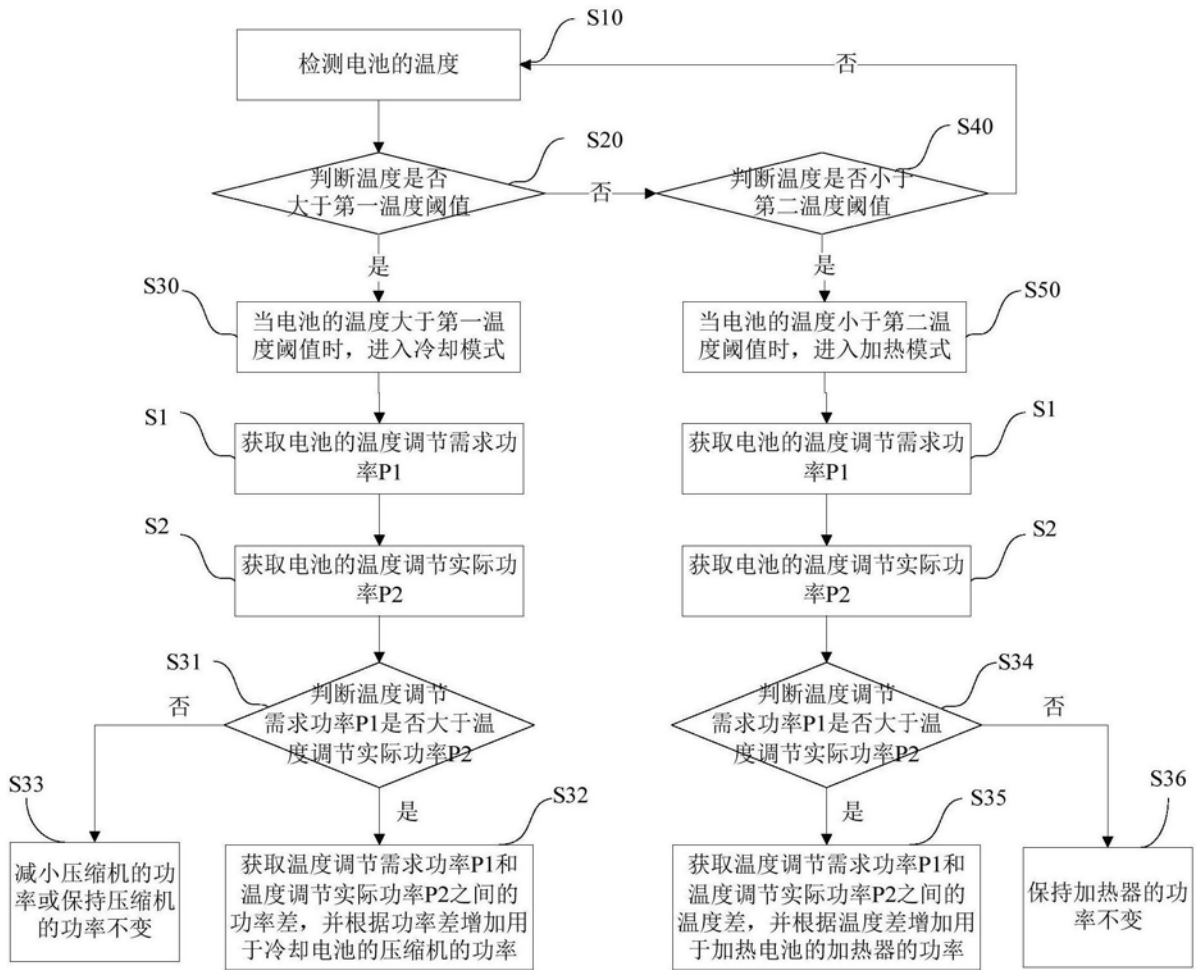 S10
检测电池的温度
否
S20
判断温度是否
大于第一温度阈值
否
S40
判断温度是否小于
第二温度阈值
是
是
S30
当电池的温度大于第一温
度阈值时，进入冷却模式
S50
当电池的温度小于第二温
度阈值时，进入加热模式
S1
获取电池的温度调节需求功
率P1
S1
获取电池的温度调节需求功
率P1
S2
获取电池的温度调节实际功
率P2
S2
获取电池的温度调节实际功
率P2
S31
判断温度调节
需求功率P1是否大于温
度调节实际功率P2
否
S34
判断温度调节
需求功率P1是否大于温
度调节实际功率P2
否
S33
减小压缩机的功
率或保持压缩机
的功率不变
是
S32
获取温度调节需求功率P1和
温度调节实际功率P2之间的
功率差，并根据功率差增加用
于冷却电池的压缩机的功率
是
S35
获取温度调节需求功率P1和
温度调节实际功率P2之间的
温度差，并根据温度差增加用
于加热电池的加热器的功率
S36
保持加热器的功
率不变